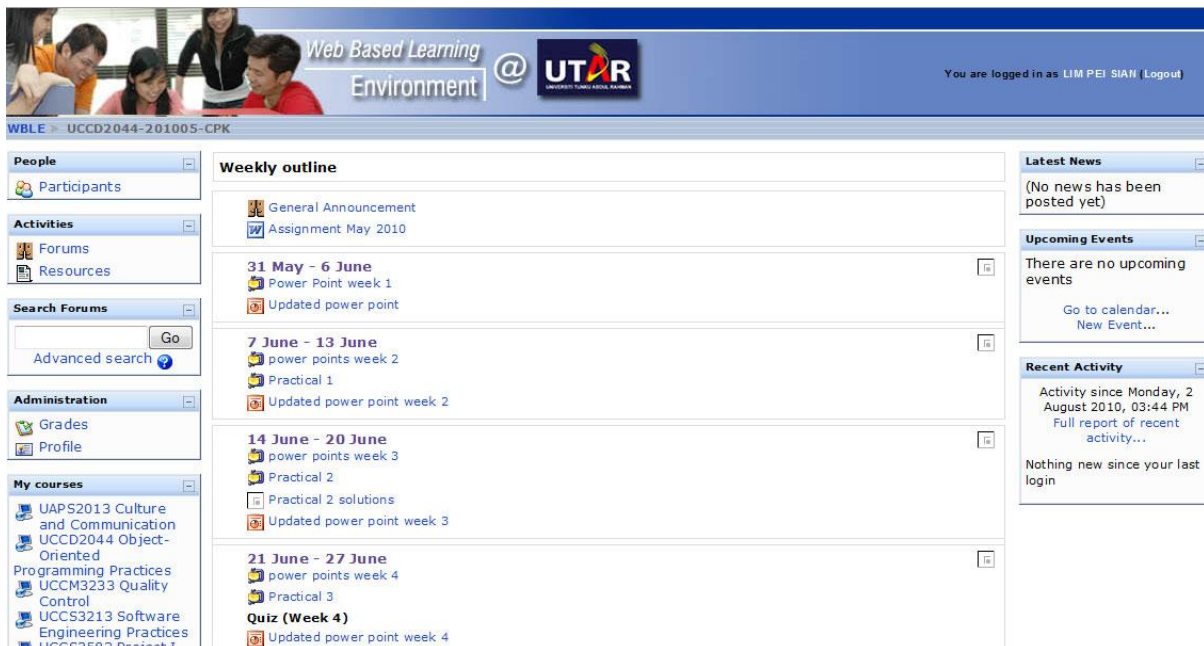 Web Based Learning
Environment
@
UTAR
UNIVERSITI TUNKU ABDUL RAHMAN
You are logged in as LIM PEI SIAN (Logout)
WBLE ► UCCD2044-201005-CPK
People
Participants
Activities
Forums
Resources
Search Forums
Go
Advanced search ?
Administration
Grades
Profile
My courses
UAPS2013 Culture
and Communication
UCCD2044 Object-
Oriented
Programming Practices
UCCM3233 Quality
Control
UCCS3213 Software
Engineering Practices
Weekly outline
General Announcement
Assignment May 2010
31 May - 6 June
Power Point week 1
Updated power point
7 June - 13 June
power points week 2
Practical 1
Updated power point week 2
14 June - 20 June
power points week 3
Practical 2
Practical 2 solutions
Updated power point week 3
21 June - 27 June
power points week 4
Practical 3
Quiz (Week 4)
Updated power point week 4
Latest News
(No news has been
posted yet)
Upcoming Events
There are no upcoming
events
Go to calendar...
New Event...
Recent Activity
Activity since Monday, 2
August 2010, 03:44 PM
Full report of recent
activity...
Nothing new since your last
login